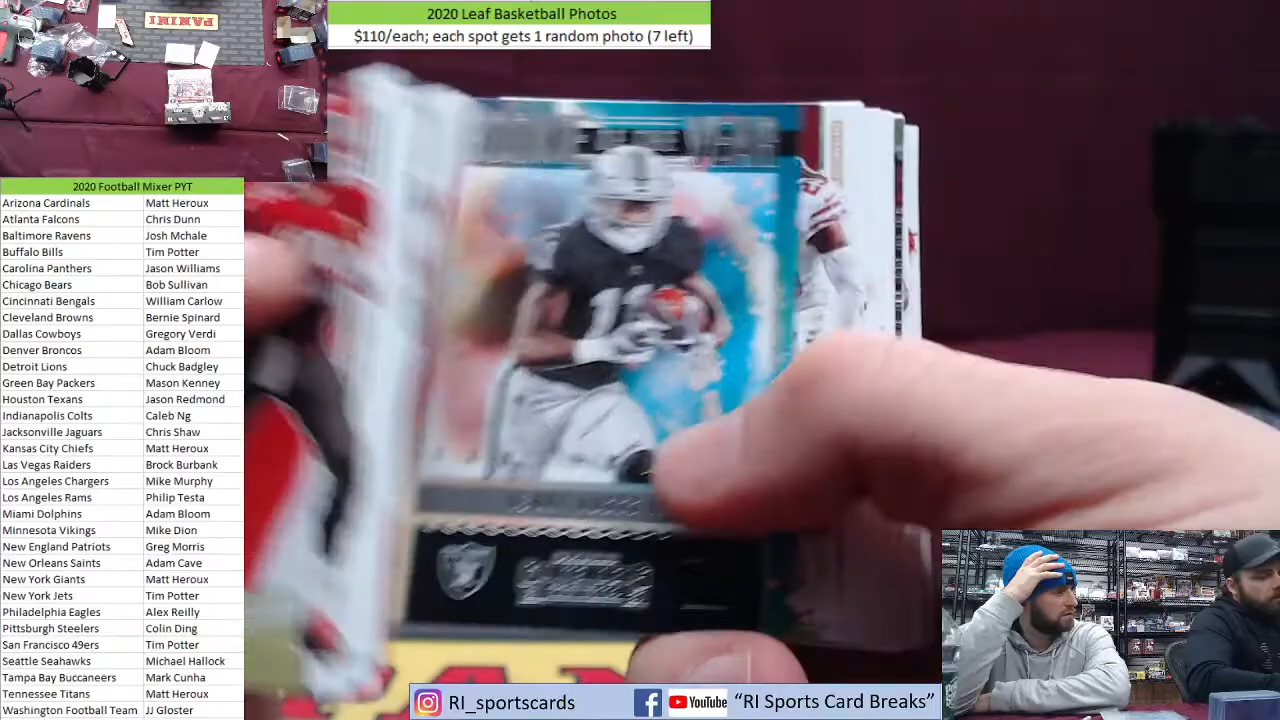 PANINI
2020 Leaf Basketball Photos
$110/each; each spot gets 1 random photo (7 left)
2020 Football Mixer PYT
Arizona Cardinals Matt Heroux
Atlanta Falcons Chris Dunn
Baltimore Ravens Josh Mchale
Buffalo Bills Tim Potter
Carolina Panthers Jason Williams
Chicago Bears Bob Sullivan
Cincinnati Bengals William Carlow
Cleveland Browns Bernie Spinard
Dallas Cowboys Gregory Verdi
Denver Broncos Adam Bloom
Detroit Lions Chuck Badgley
Green Bay Packers Mason Kenney
Houston Texans Jason Redmond
Indianapolis Colts Caleb Ng
Jacksonville Jaguars Chris Shaw
Kansas City Chiefs Matt Heroux
Las Vegas Raiders Brock Burbank
Los Angeles Chargers Mike Murphy
Los Angeles Rams Philip Testa
Miami Dolphins Adam Bloom
Minnesota Vikings Mike Dion
New England Patriots Greg Morris
New Orleans Saints Adam Cave
New York Giants Matt Heroux
New York Jets Tim Potter
Philadelphia Eagles Alex Reilly
Pittsburgh Steelers Colin Ding
San Francisco 49ers Tim Potter
Seattle Seahawks Michael Hallock
Tampa Bay Buccaneers Mark Cunha
Tennessee Titans Matt Heroux
Washington Football Team JJ Gloster
YEAR
RI_sportscards
YouTube "RI Sports Card Breaks"